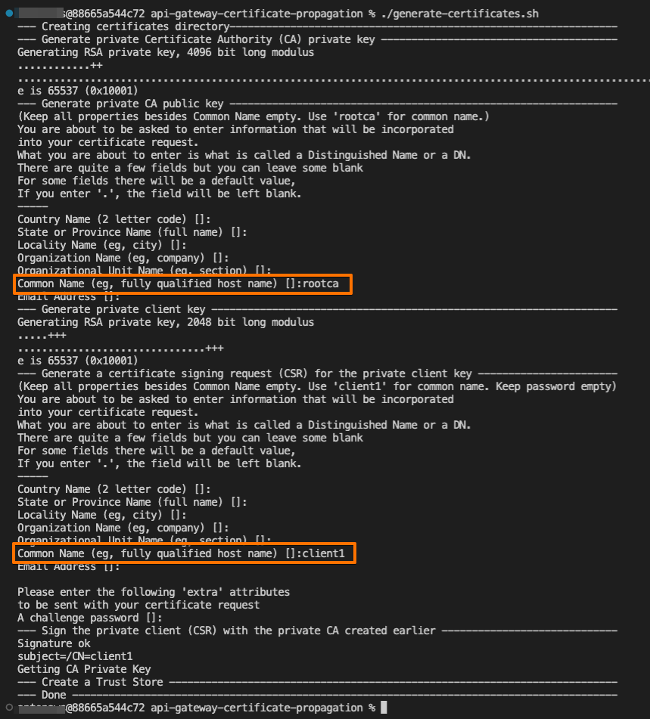 s@88665a544c72 api-gateway-certificate-propagation % ./generate-certificates.sh
--- Creating certificates directory---
--- Generate private Certificate Authority (CA) private key ---
Generating RSA private key, 4096 bit long modulus
............++
..........................................................................................................
e is 65537 (0x10001)
--- Generate private CA public key ---
(Keep all properties besides Common Name empty. Use 'rootca' for common name.)
You are about to be asked to enter information that will be incorporated
into your certificate request.
What you are about to enter is what is called a Distinguished Name or a DN.
There are quite a few fields but you can leave some blank
For some fields there will be a default value,
If you enter '.', the field will be left blank.
-----
Country Name (2 letter code) []:
State or Province Name (full name) []:
Locality Name (eg, city) []:
Organization Name (eg, company) []:
Organizational Unit Name (eg, section) []:
Common Name (eg, fully qualified host name) []:rootca
Email Address []:
--- Generate private client key ---
Generating RSA private key, 2048 bit long modulus
.....+++
...............................+++
e is 65537 (0x10001)
--- Generate a certificate signing request (CSR) for the private client key ---
(Keep all properties besides Common Name empty. Use 'client1' for common name. Keep password empty)
You are about to be asked to enter information that will be incorporated
into your certificate request.
What you are about to enter is what is called a Distinguished Name or a DN.
There are quite a few fields but you can leave some blank
For some fields there will be a default value,
If you enter '.', the field will be left blank.
-----
Country Name (2 letter code) []:
State or Province Name (full name) []:
Locality Name (eg, city) []:
Organization Name (eg, company) []:
Organizational Unit Name (eg, section) []:
Common Name (eg, fully qualified host name) []:client1
Email Address []:
Please enter the following 'extra' attributes
to be sent with your certificate request
A challenge password []:
--- Sign the private client (CSR) with the private CA created earlier ---
Signature ok
subject=/CN=client1
Getting CA Private Key
--- Create a Trust Store ---
--- Done ---
@88665a544c72 api-gateway-certificate-propagation %